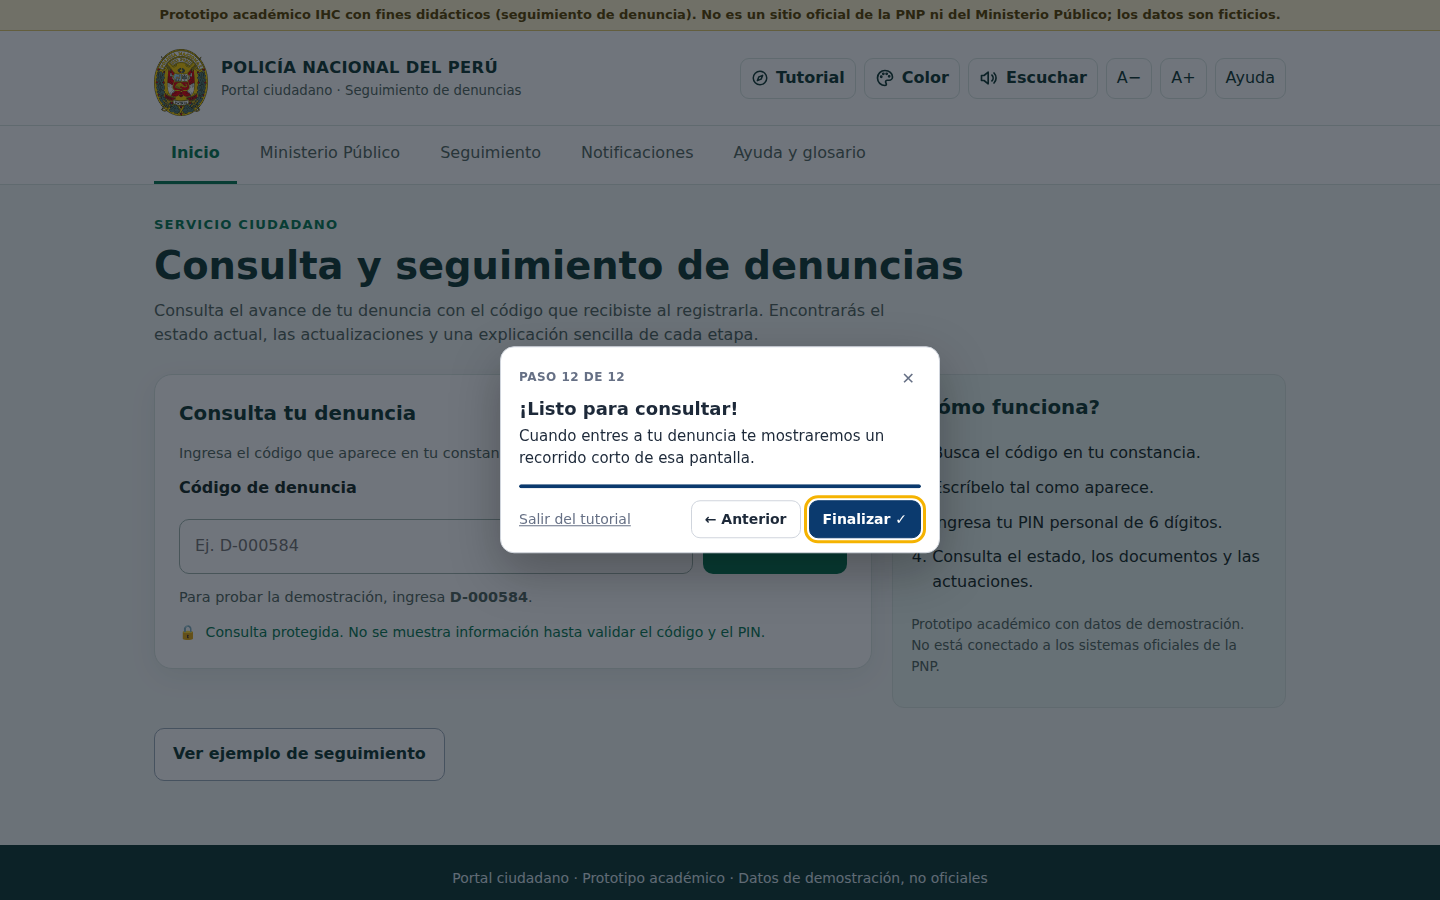 Prototipo académico IHC con fines didácticos (seguimiento de denuncia). No es un sitio oficial de la PNP ni del Ministerio Público; los datos son ficticios.
POLICÍA NACIONAL DEL PERÚ
Portal ciudadano · Seguimiento de denuncias
Tutorial
Color
Escuchar
A−
A+
Ayuda
Inicio
Ministerio Público
Seguimiento
Notificaciones
Ayuda y glosario
SERVICIO CIUDADANO
Consulta y seguimiento de denuncias
Consulta el avance de tu denuncia con el código que recibiste al registrarla. Encontrarás el
estado actual, las actualizaciones y una explicación sencilla de cada etapa.
Consulta tu denuncia
Ingresa el código que aparece en tu constan
Código de denuncia
Ej. D-000584
Para probar la demostración, ingresa D-000584.
🔒 Consulta protegida. No se muestra información hasta validar el código y el PIN.
PASO 12 DE 12
×
¡Listo para consultar!
Cuando entres a tu denuncia te mostraremos un
recorrido corto de esa pantalla.
Salir del tutorial
← Anterior
Finalizar ✓
ómo funciona?
Busca el código en tu constancia.
Escríbelo tal como aparece.
ngresa tu PIN personal de 6 dígitos.
4. Consulta el estado, los documentos y las
actuaciones.
Prototipo académico con datos de demostración.
No está conectado a los sistemas oficiales de la
PNP.
Ver ejemplo de seguimiento
Portal ciudadano · Prototipo académico · Datos de demostración, no oficiales